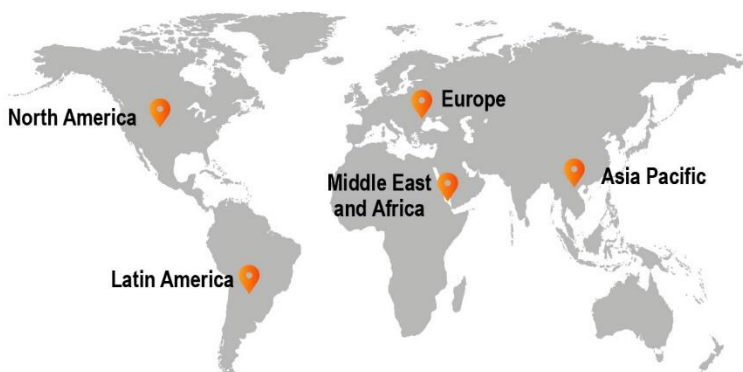 North America
Europe
Middle East
and Africa
Asia Pacific
Latin America